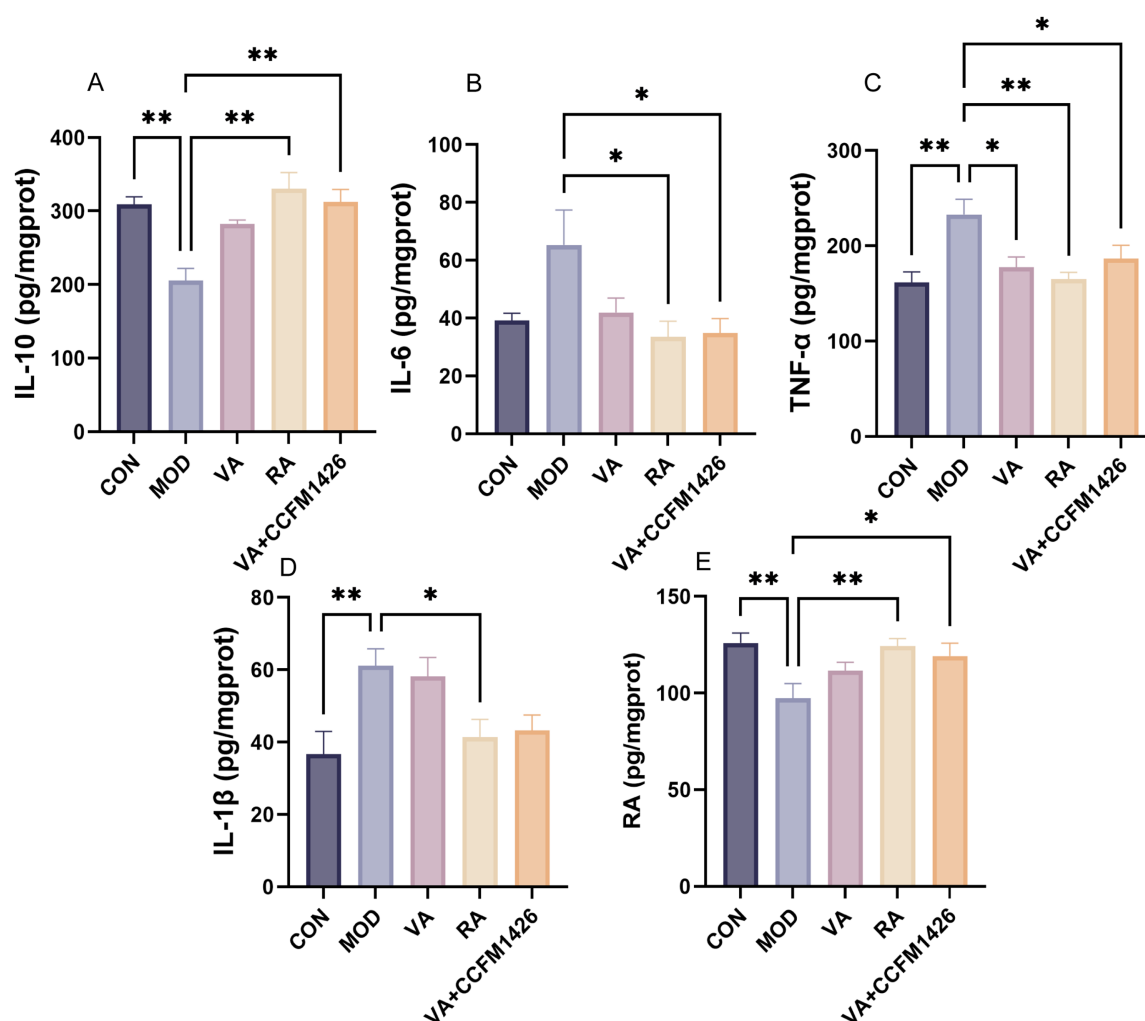 A
IL-10 (pg/mgprot)
400
300
200
100
0
** ** **
CON MOD VA RA VA+CCFM1426
B
IL-6 (pg/mgprot)
100
80
60
40
20
0
* *
CON MOD VA RA VA+CCFM1426
C
TNF-α (pg/mgprot)
300
200
100
0
* ** ** *
CON MOD VA RA VA+CCFM1426
D
IL-1β (pg/mgprot)
80
60
40
20
0
** *
CON MOD VA RA VA+CCFM1426
E
RA (pg/mgprot)
150
100
50
0
* ** **
CON MOD VA RA VA+CCFM1426